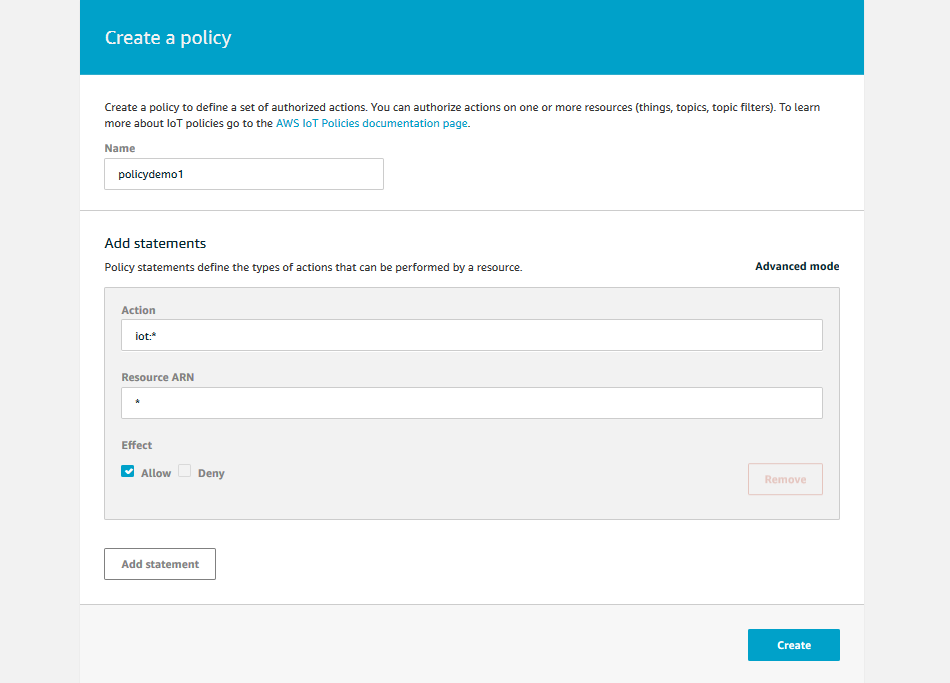 Create a policy
Create a policy to define a set of authorized actions. You can authorize actions on one or more resources (things, topics, topic filters). To learn
more about IoT policies go to the AWS IoT Policies documentation page.
Name
policydemo1
Add statements
Policy statements define the types of actions that can be performed by a resource.
Advanced mode
Action
iot:*
Resource ARN
*
Effect
Allow Deny
Remove
Add statement
Create